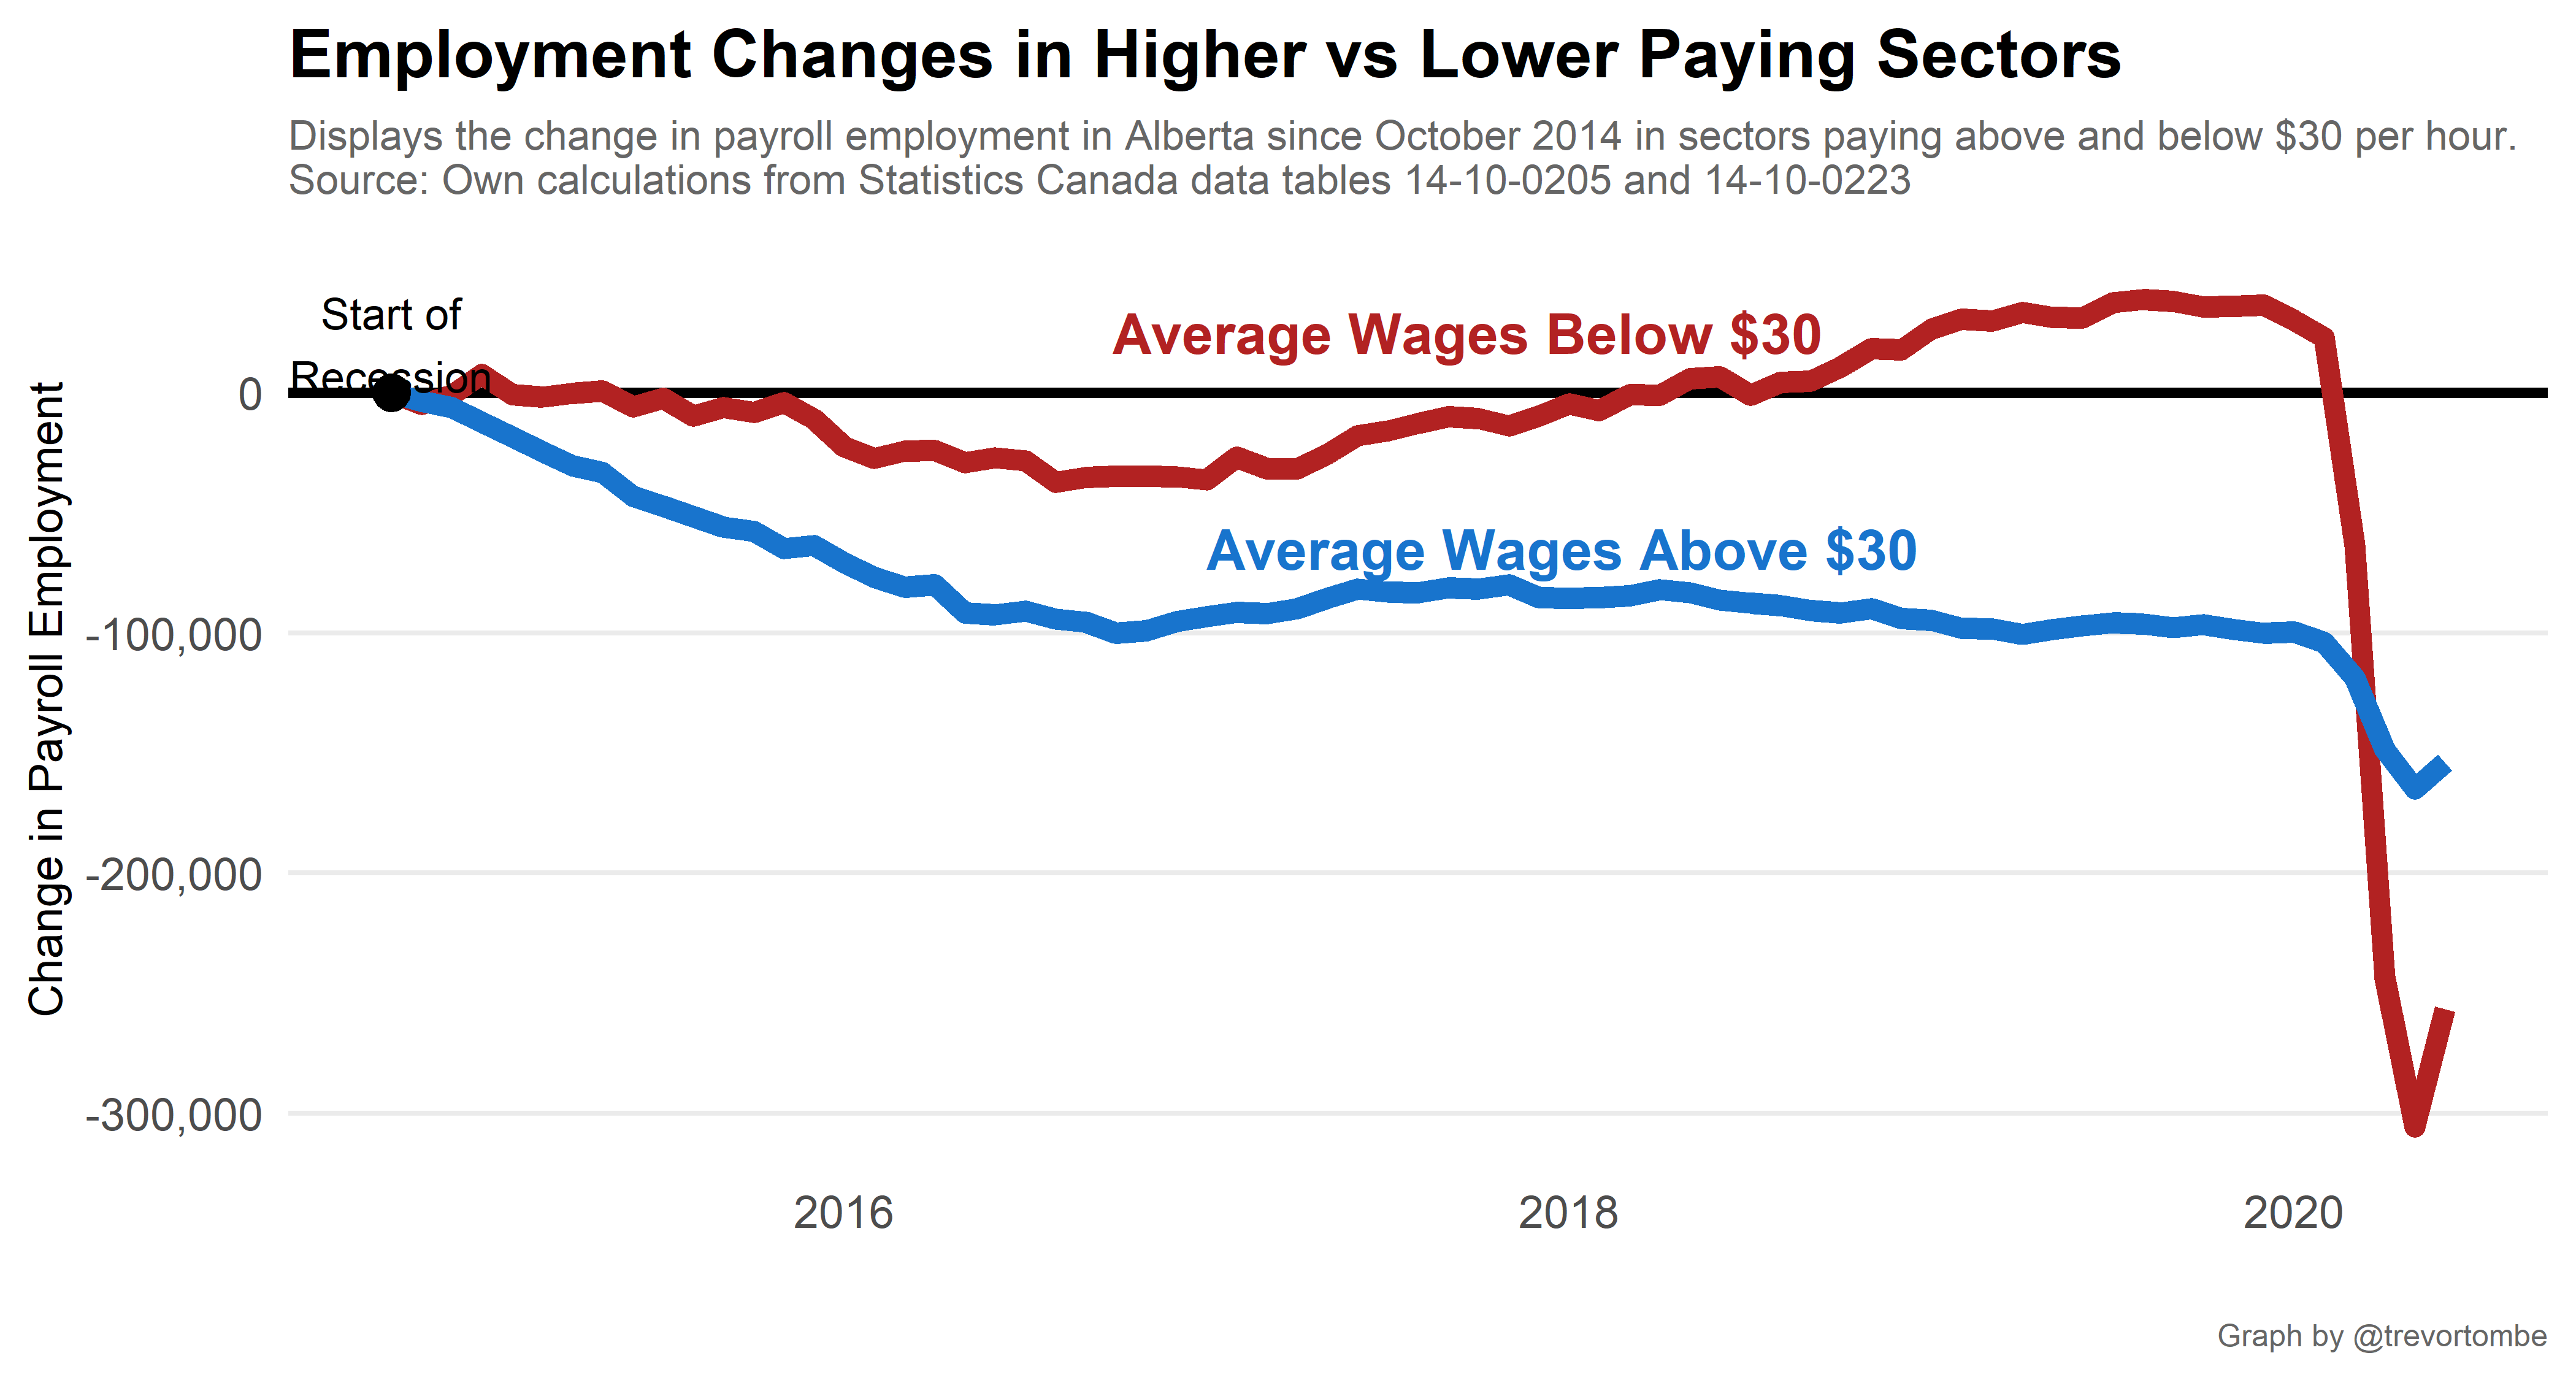 Employment Changes in Higher vs Lower Paying Sectors
Displays the change in payroll employment in Alberta since October 2014 in sectors paying above and below $30 per hour.
Source: Own calculations from Statistics Canada data tables 14-10-0205 and 14-10-0223
Start of
Recession
Average Wages Below $30
Average Wages Above $30
Change in Payroll Employment
0
-100,000
-200,000
-300,000
2016
2018
2020
Graph by @trevortombe